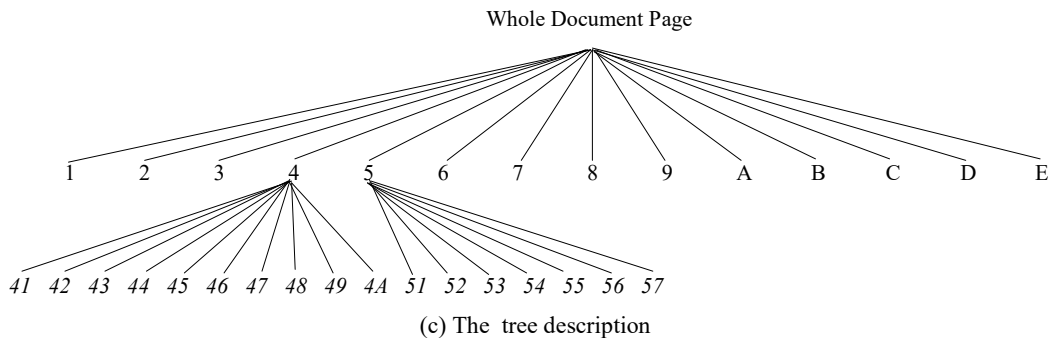 Whole Document Page
1 2 3 4 5 6 7 8 9 A B C D E
41 42 43 44 45 46 47 48 49 4A 51 52 53 54 55 56 57
(c) The tree description